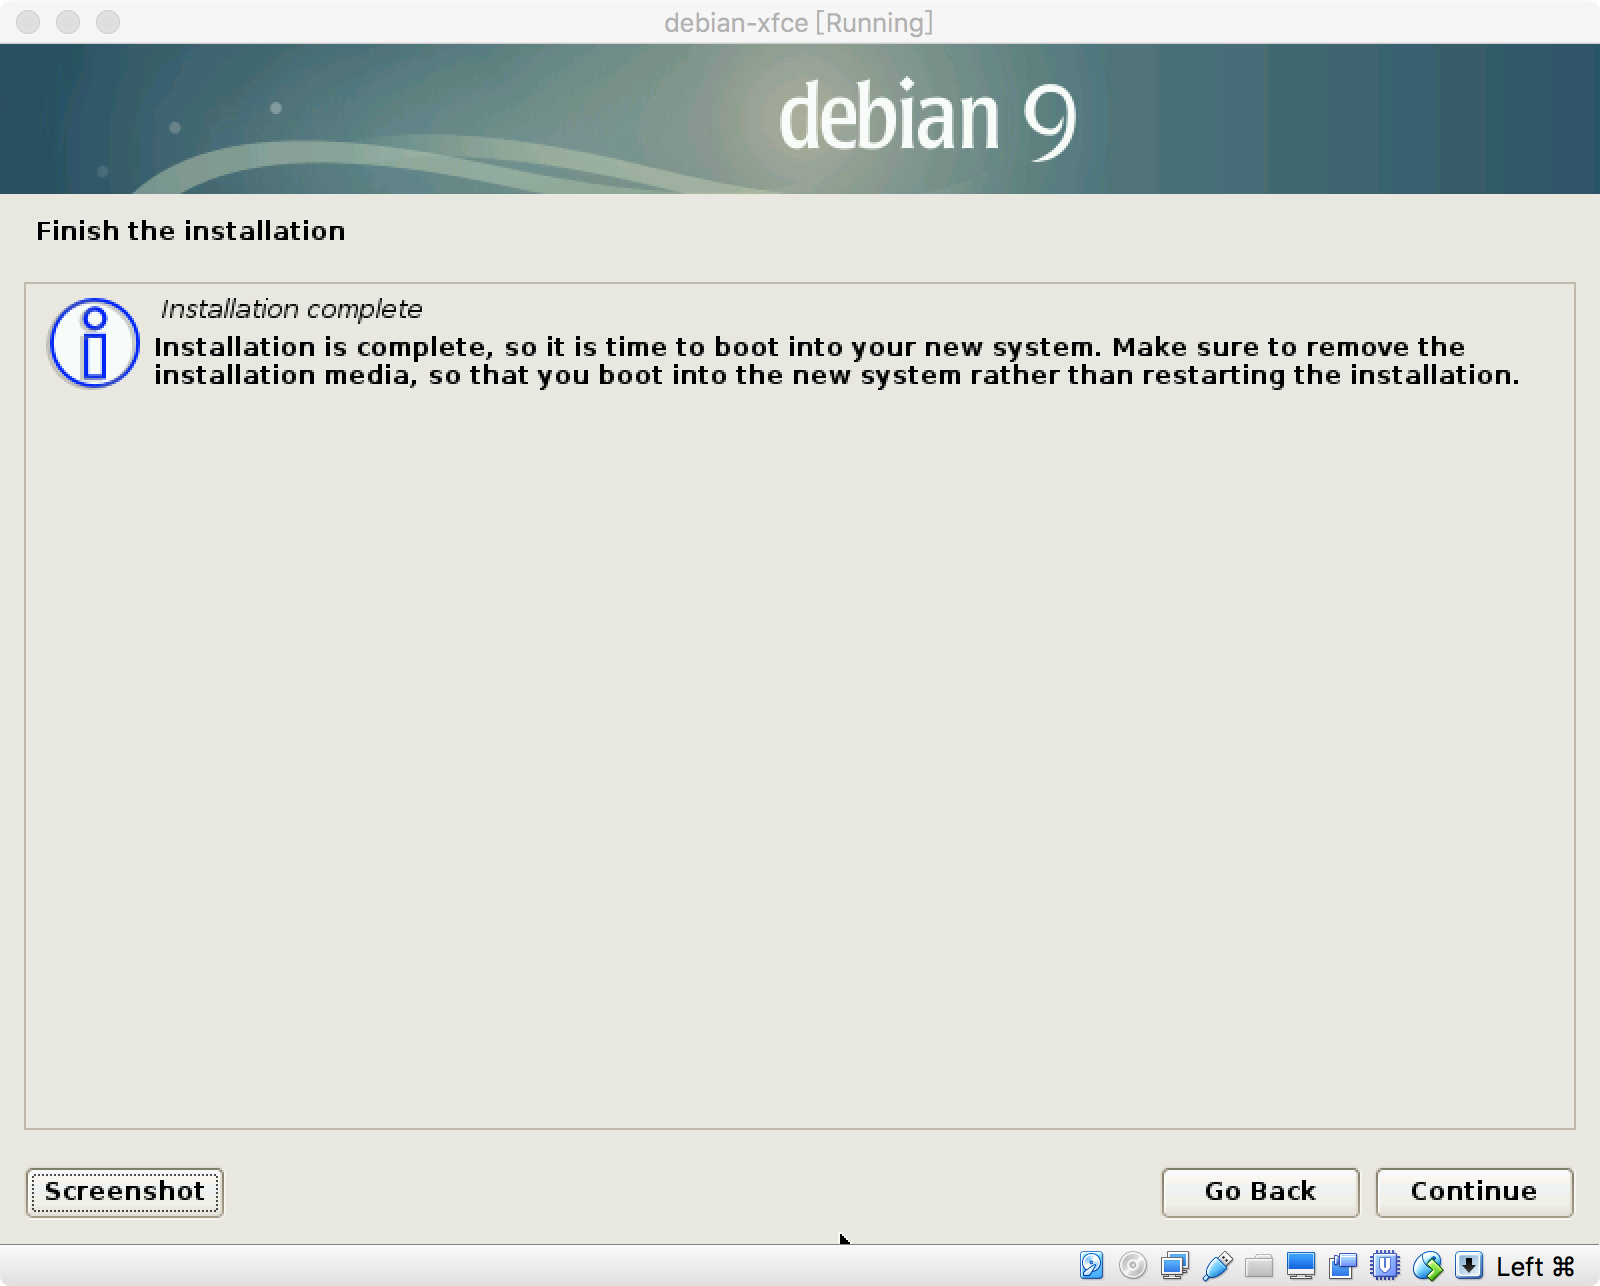 debian-xfce [Running]
debian 9
Finish the installation
Installation complete
Installation is complete, so it is time to boot into your new system. Make sure to remove the
installation media, so that you boot into the new system rather than restarting the installation.
Screenshot
Go Back
Continue
Left ⌘